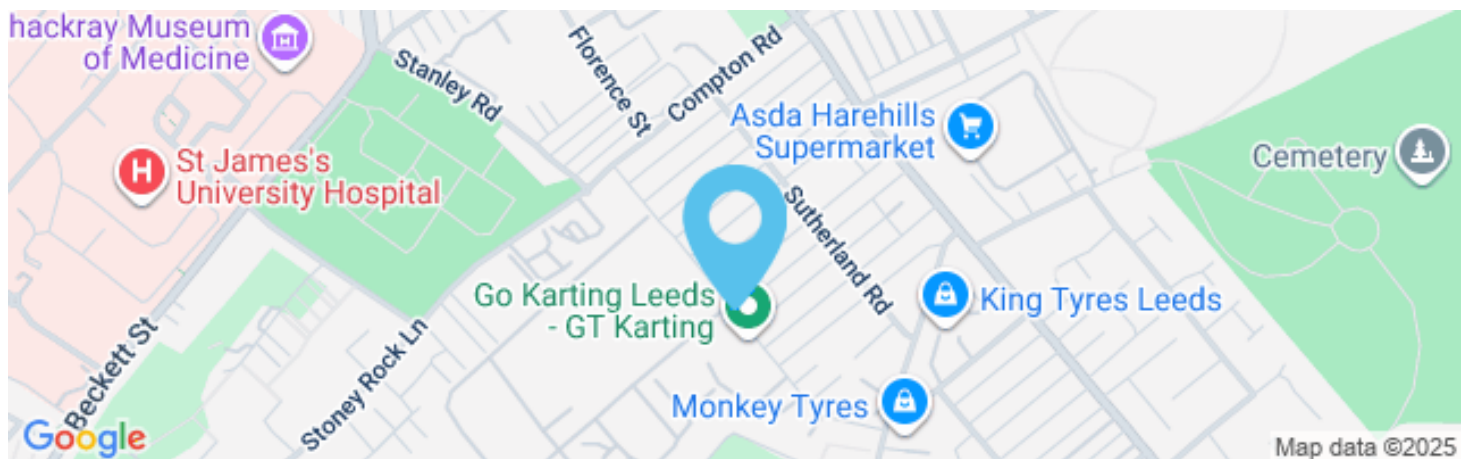 hackray Museum
of Medicine
Stanley Rd
Florence St
Compton Rd
Asda Harehills
Supermarket
Cemetery
H
St James's
University Hospital
Sutherland Rd
Go Karting Leeds
- GT Karting
King Tyres Leeds
Beckett St
Stoney Rock Ln
Monkey Tyres
Google
Map data ©2025